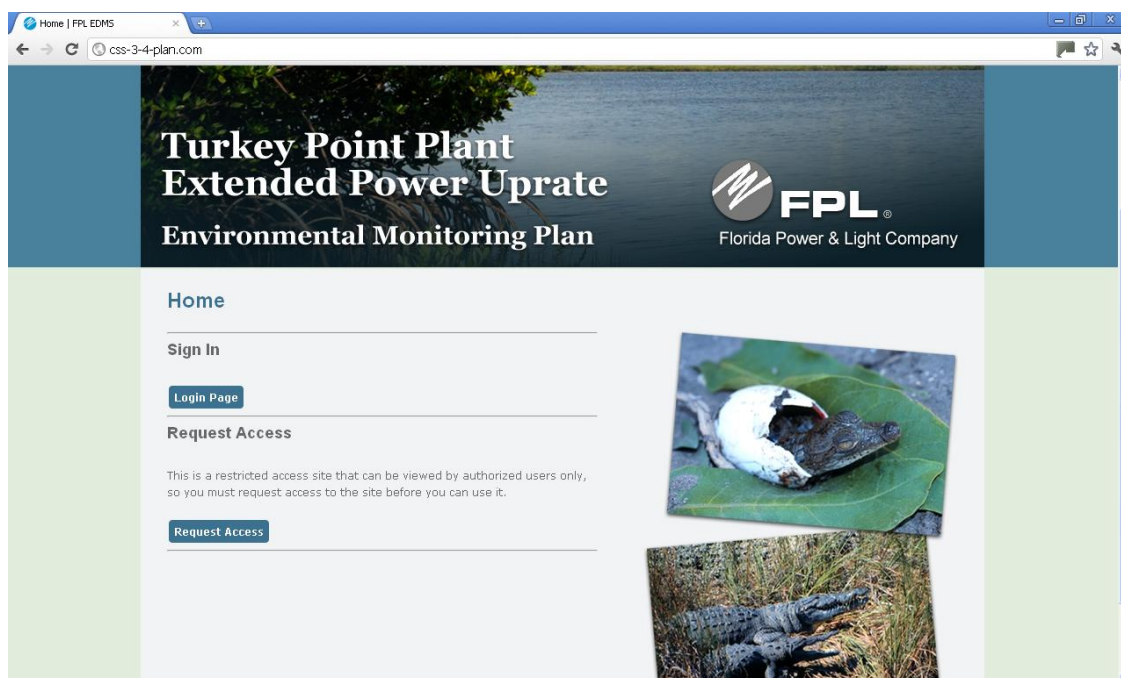 Home | FPL EDMS
css-3-4-plan.com
Turkey Point Plant
Extended Power Uprate
Environmental Monitoring Plan
FPL®
Florida Power & Light Company
Home
Sign In
Login Page
Request Access
This is a restricted access site that can be viewed by authorized users only,
so you must request access to the site before you can use it.
Request Access